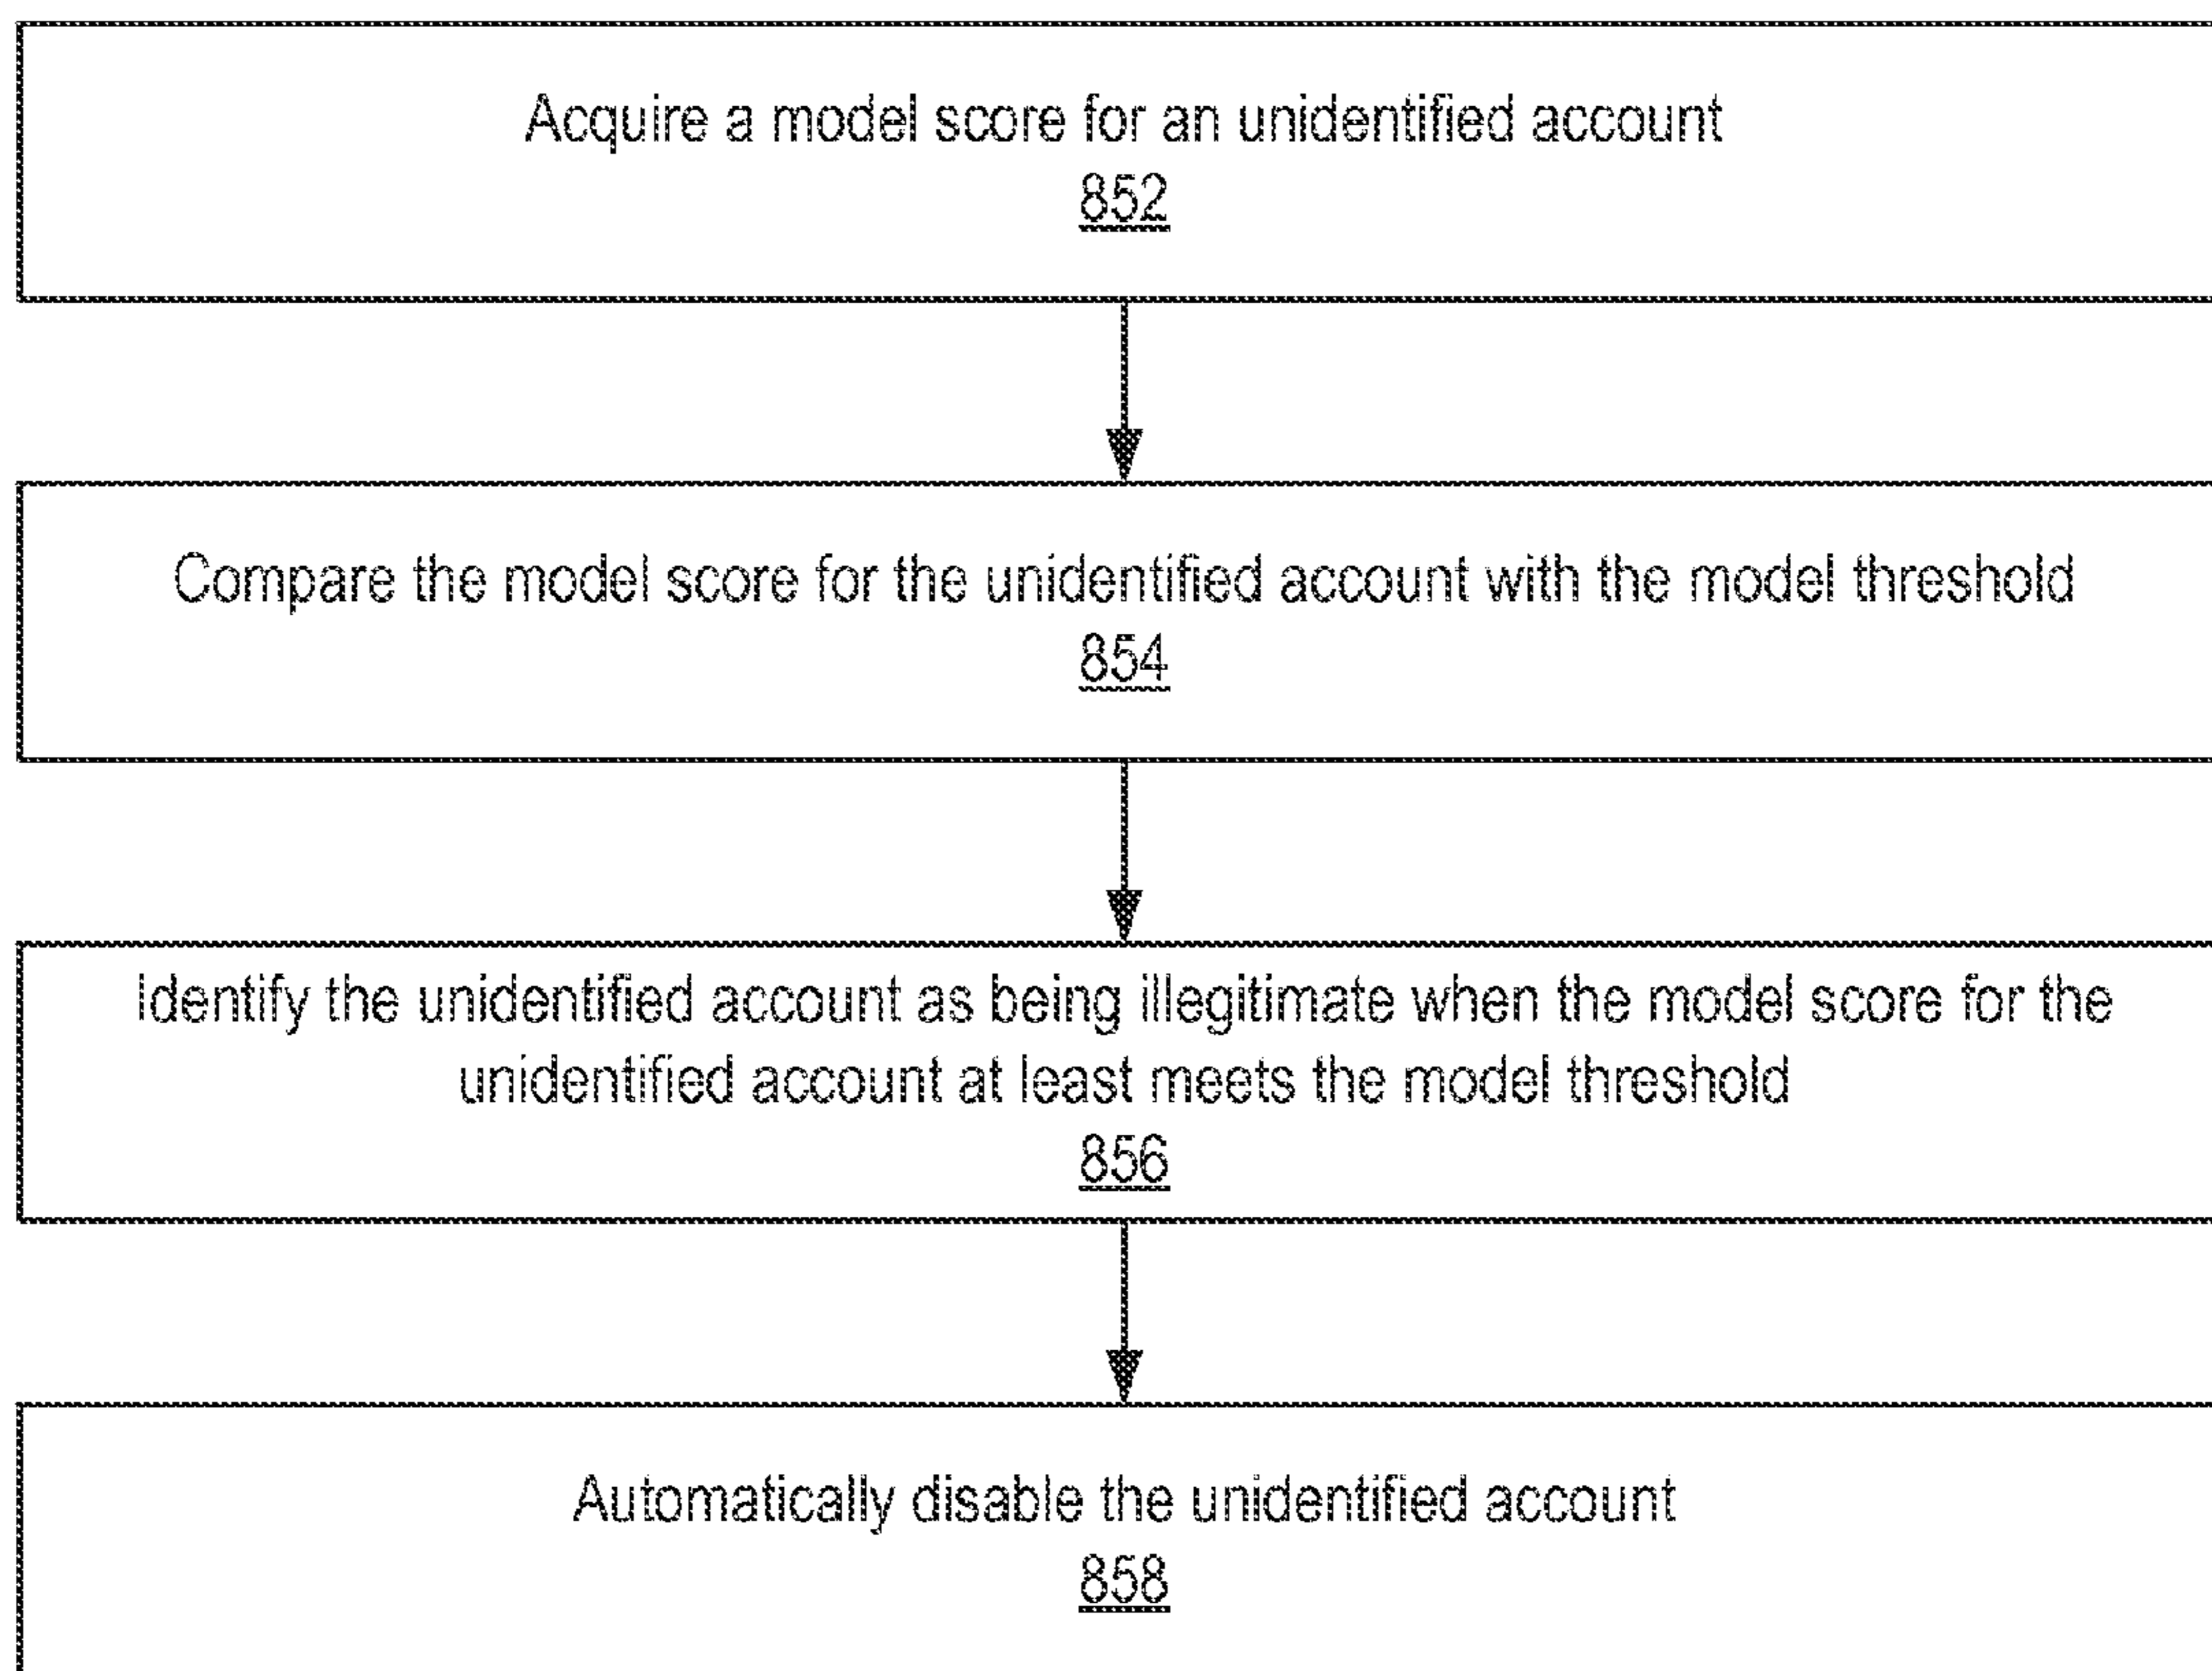 Acquire a model score for an unidentified account
852
Compare the model score for the unidentified account with the model threshold
854
Identify the unidentified account as being illegitimate when the model score for the
unidentified account at least meets the model threshold
856
Automatically disable the unidentified account
858